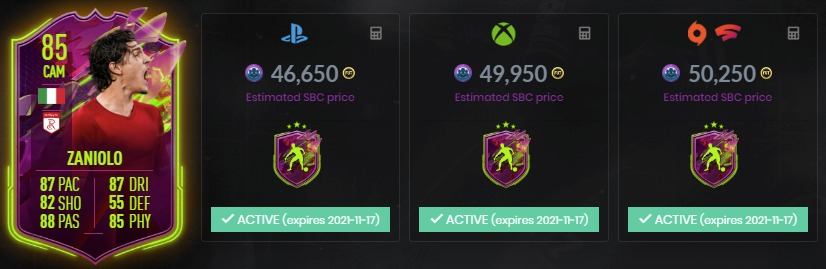 85
CAM
ZANIOLO
87 PAC 87 DRI
82 SHO 55 DEF
88 PAS 85 PHY
46,650
Estimated SBC price
ACTIVE (expires 2021-11-17)
49,950
Estimated SBC price
ACTIVE (expires 2021-11-17)
50,250
Estimated SBC price
ACTIVE (expires 2021-11-17)